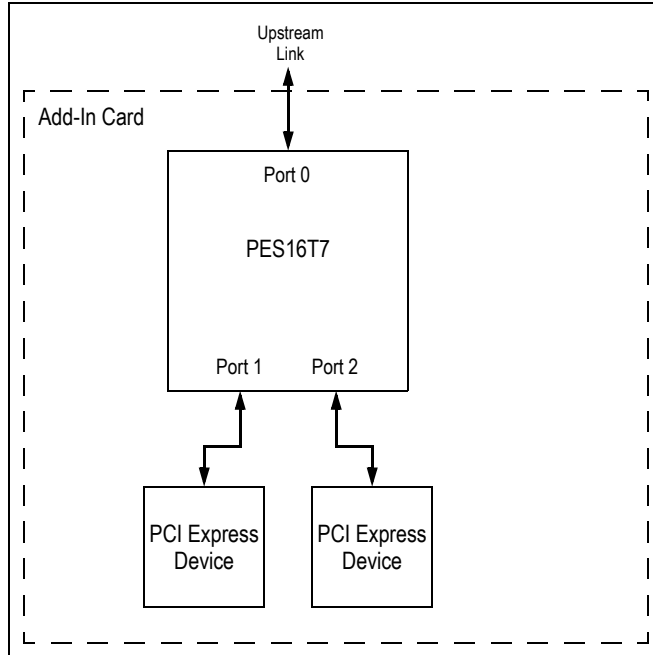 Upstream
Link
Add-In Card
Port 0
PES16T7
Port 1
Port 2
PCI Express
Device
PCI Express
Device